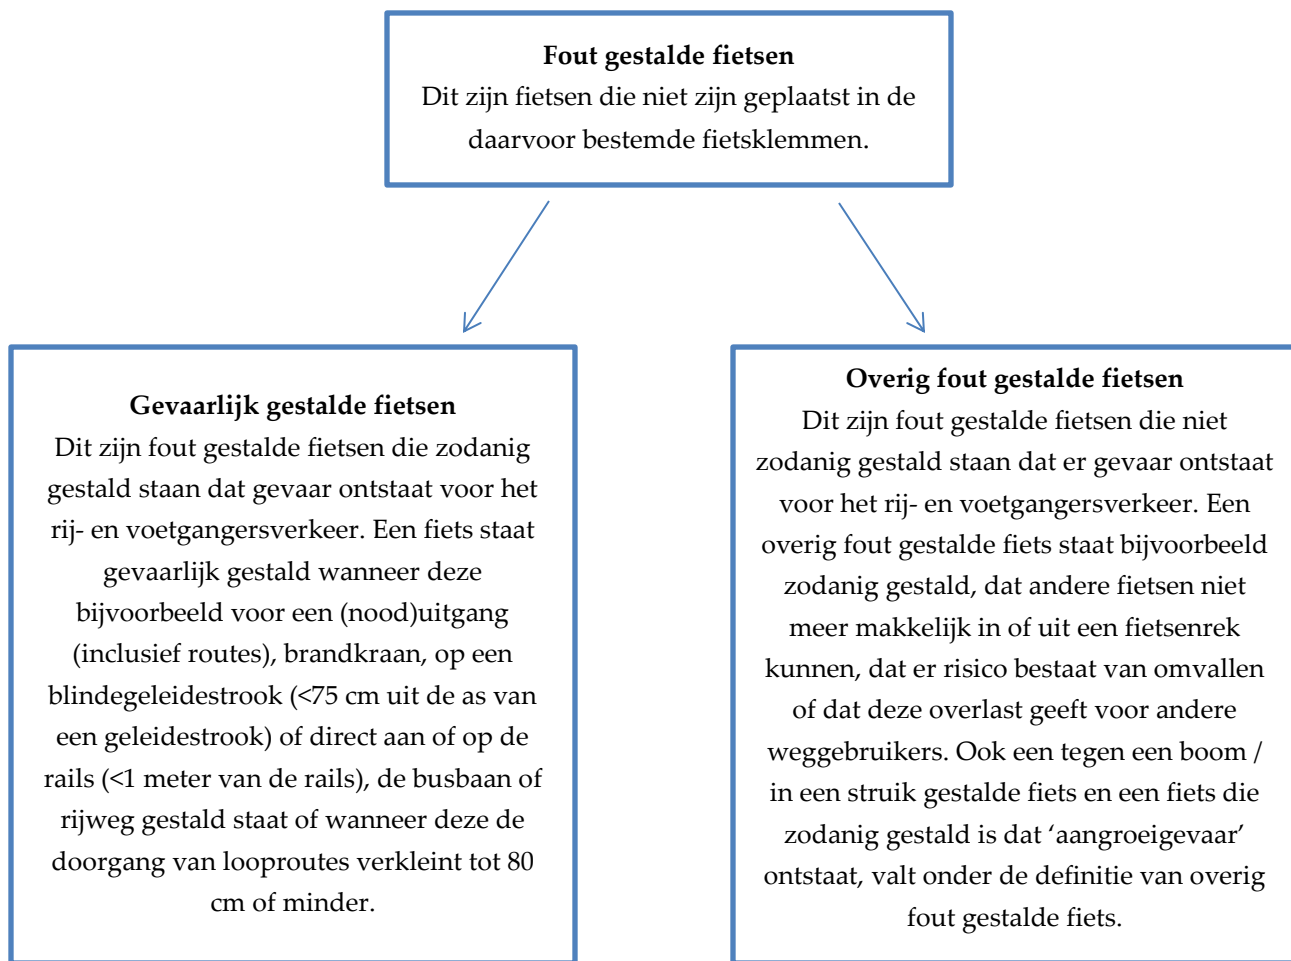 Fout gestalde fietsen
Dit zijn fietsen die niet zijn geplaatst in de
daarvoor bestemde fietsklemmen.
Gevaarlijk gestalde fietsen
Dit zijn fout gestalde fietsen die zodanig
gestald staan dat gevaar ontstaat voor het
rij- en voetgangersverkeer. Een fiets staat
gevaarlijk gestald wanneer deze
bijvoorbeeld voor een (nood)uitgang
(inclusief routes), brandkraan, op een
blindegeleidestrook (<75 cm uit de as van
een geleidestrook) of direct aan of op de
rails (<1 meter van de rails), de busbaan of
rijweg gestald staat of wanneer deze de
doorgang van looproutes verkleint tot 80
cm of minder.
Overig fout gestalde fietsen
Dit zijn fout gestalde fietsen die niet
zodanig gestald staan dat er gevaar ontstaat
voor het rij- en voetgangersverkeer. Een
overig fout gestalde fiets staat bijvoorbeeld
zodanig gestald, dat andere fietsen niet
meer makkelijk in of uit een fietsenrek
kunnen, dat er risico bestaat van omvallen
of dat deze overlast geeft voor andere
weggebruikers. Ook een tegen een boom /
in een struik gestalde fiets en een fiets die
zodanig gestald is dat ‘aangroeigevaar’
ontstaat, valt onder de definitie van overig
fout gestalde fiets.